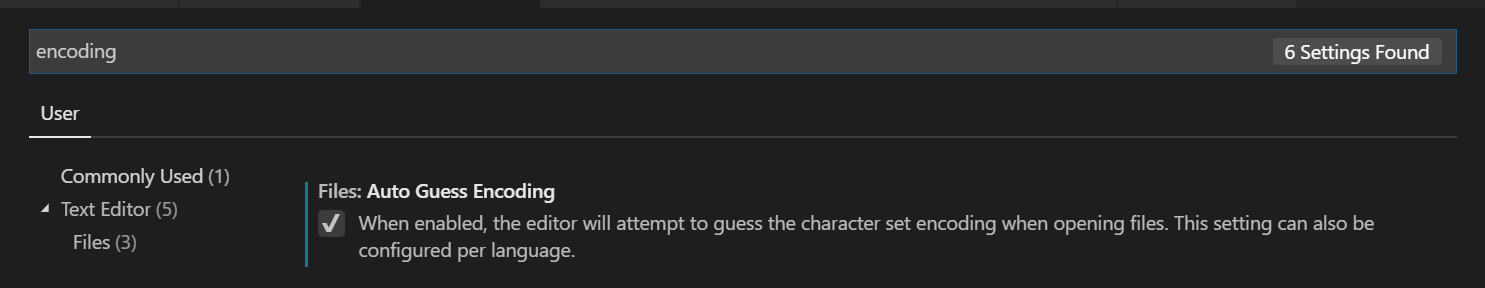 encoding
6 Settings Found
User
Commonly Used (1)
Text Editor (5)
Files (3)
Files: Auto Guess Encoding
When enabled, the editor will attempt to guess the character set encoding when opening files. This setting can also be
configured per language.